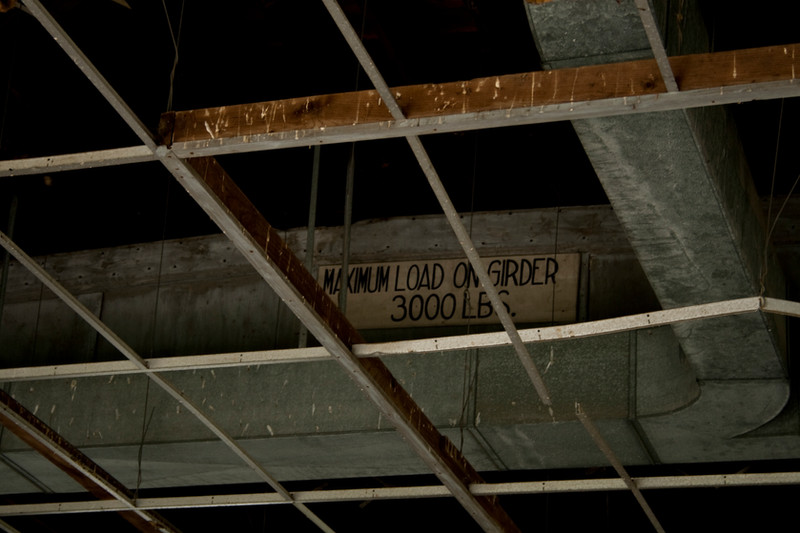 MAXIMUM LOAD ON GIRDER
3000 LBS.